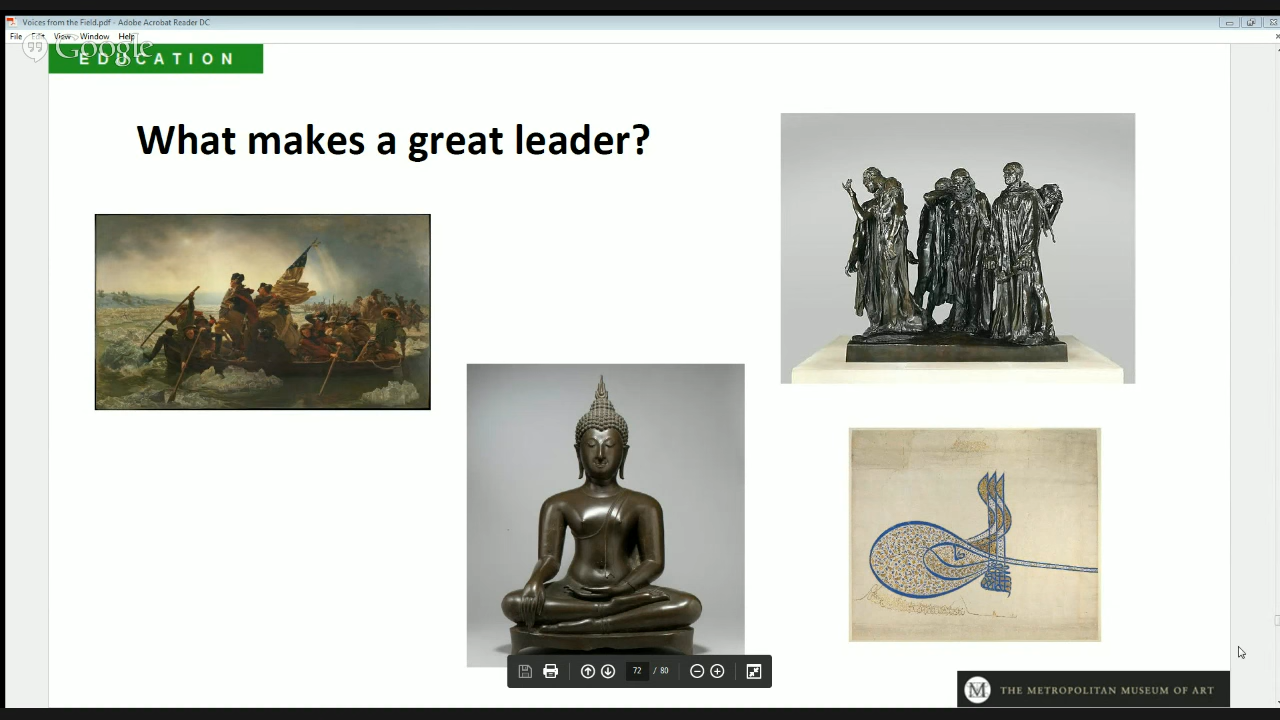 Voices from the Field.pdf - Adobe Acrobat Reader DC
File Edit View Window Help
Google
EDUCATION
What makes a great leader?
72 / 80
M THE METROPOLITAN MUSEUM OF ART